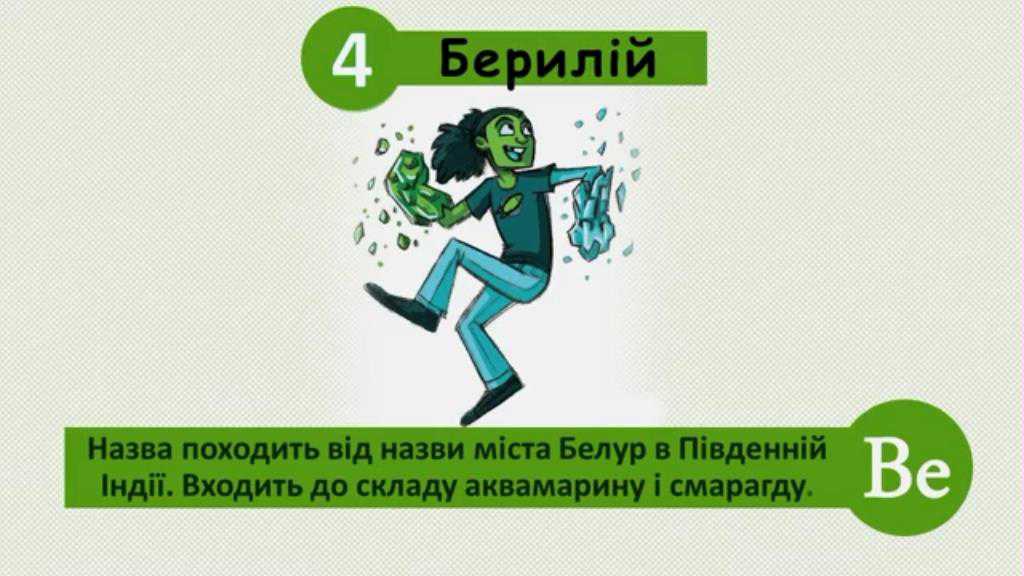 4
Берилій
Назва походить від назви міста Белур в Південній
Індії. Входить до складу аквамарину і смарагду.
Be